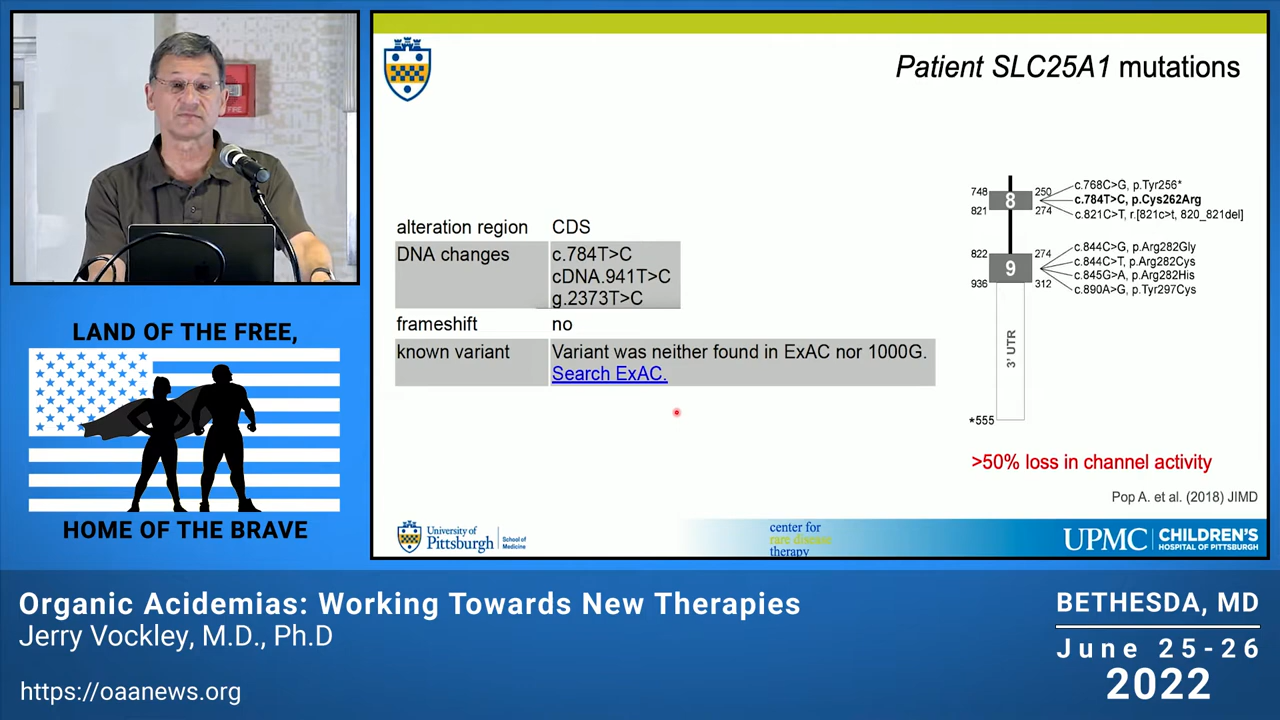 FIRE
LAND OF THE FREE,
HOME OF THE BRAVE
Patient SLC25A1 mutations
alteration region CDS
DNA changes c.784T>C
cDNA.941T>C
g.2373T>C
frameshift no
known variant Variant was neither found in ExAC nor 1000G.
Search ExAC.
748 8 250
821 274
c.768C>G, p.Tyr256*
c.784T>C, p.Cys262Arg
c.821C>T, r.[821c>t, 820_821del]
822 9 274
936 312
c.844C>G, p.Arg282Gly
c.844C>T, p.Arg282Cys
c.845G>A, p.Arg282His
c.890A>G, p.Tyr297Cys
3' UTR
*555
>50% loss in channel activity
Pop A. et al. (2018) JIMD
University of
Pittsburgh
School of
Medicine
center for
rare disease
therapy
UPMC CHILDREN'S
HOSPITAL OF PITTSBURGH
Organic Acidemias: Working Towards New Therapies
Jerry Vockley, M.D., Ph.D
https://oaanews.org
BETHESDA, MD
June 25-26
2022